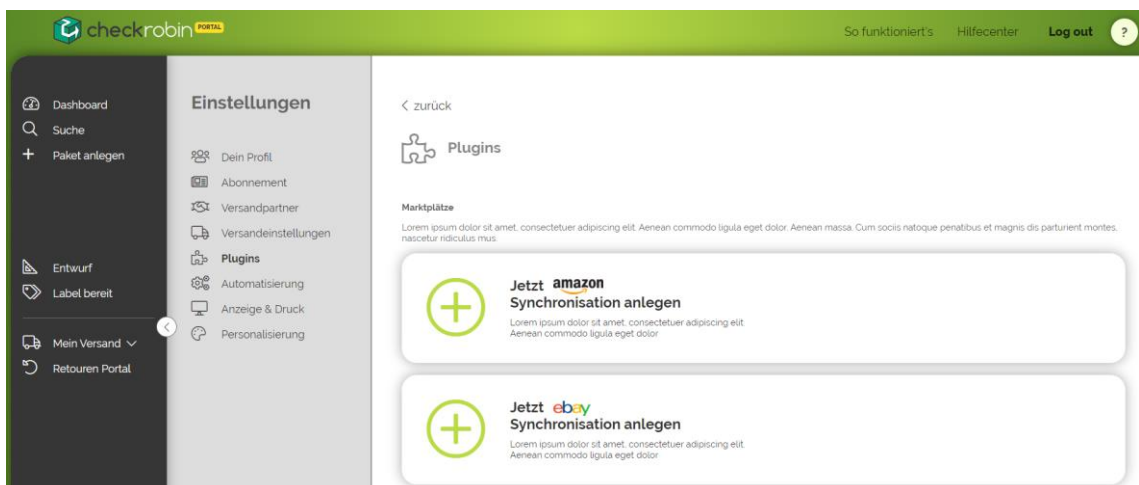 checkrobin PORTAL
So funktioniert's
Hilfecenter
Log out
?
Dashboard
Suche
Paket anlegen
Entwurf
Label bereit
Mein Versand
Retouren Portal
Einstellungen
Dein Profil
Abonnement
Versandpartner
Versandeinstellungen
Plugins
Automatisierung
Anzeige & Druck
Personalisierung
< zurück
Plugins
Marktplätze
Lorem ipsum dolor sit amet, consectetuer adipiscing elit. Aenean commodo ligula eget dolor. Aenean massa. Cum sociis natoque penatibus et magnis dis parturient montes,
nascetur ridiculus mus.
Jetzt amazon
Synchronisation anlegen
Lorem ipsum dolor sit amet, consectetuer adipiscing elit.
Aenean commodo ligula eget dolor
Jetzt ebay
Synchronisation anlegen
Lorem ipsum dolor sit amet, consectetuer adipiscing elit.
Aenean commodo ligula eget dolor